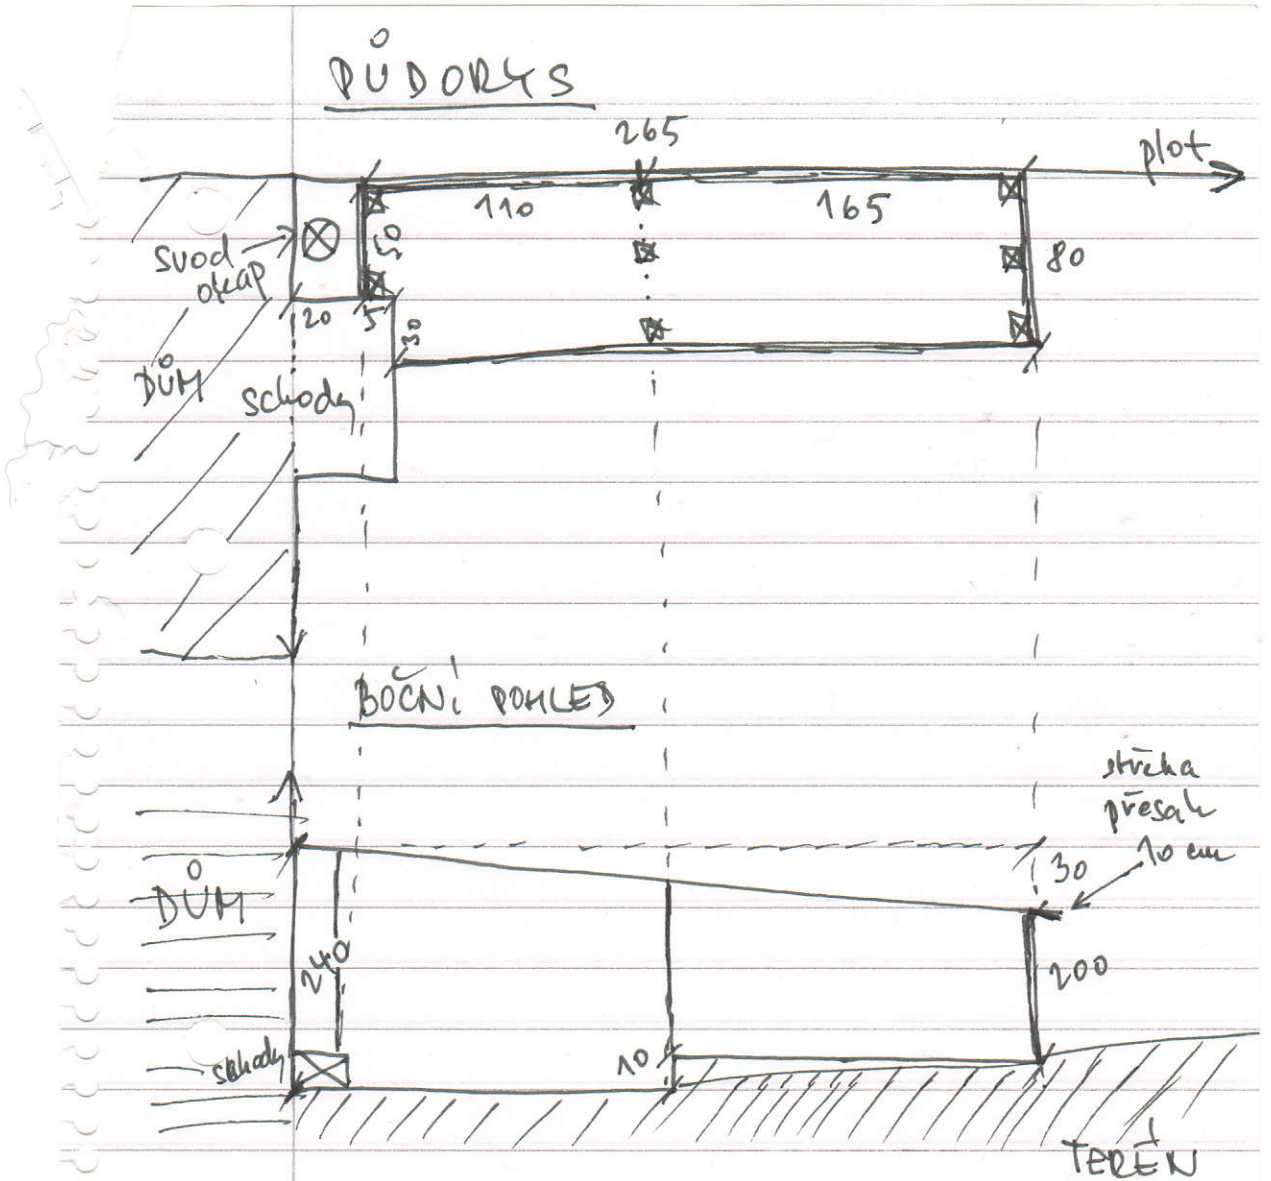 PŮDORYS
265
plot
110
165
svod
okap
50
80
20
5
30
DŮM
schody
BOČNÍ POHLED
střecha
přesah
10 cm
30
DŮM
240
200
schody
10
TERÉN